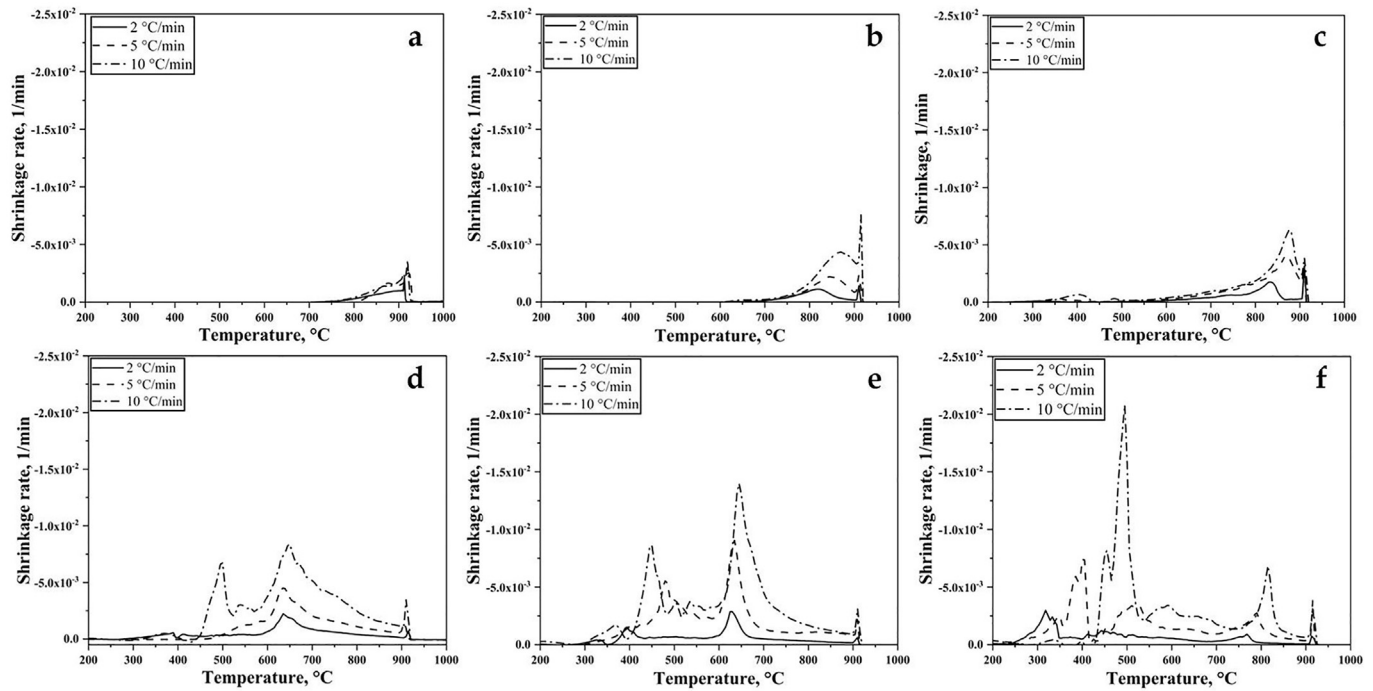 a
-2.5x10⁻²
-2.0x10⁻²
-1.5x10⁻²
-1.0x10⁻²
-5.0x10⁻³
0.0
Shrinkage rate, 1/min
2 °C/min
5 °C/min
10 °C/min
200 300 400 500 600 700 800 900 1000
Temperature, °C
b
-2.5x10⁻²
-2.0x10⁻²
-1.5x10⁻²
-1.0x10⁻²
-5.0x10⁻³
0.0
Shrinkage rate, 1/min
2 °C/min
5 °C/min
10 °C/min
200 300 400 500 600 700 800 900 1000
Temperature, °C
c
-2.5x10⁻²
-2.0x10⁻²
-1.5x10⁻²
-1.0x10⁻²
-5.0x10⁻³
0.0
Shrinkage, 1/min
2 °C/min
5 °C/min
10 °C/min
200 300 400 500 600 700 800 900 1000
Temperature, °C
d
-2.5x10⁻²
-2.0x10⁻²
-1.5x10⁻²
-1.0x10⁻²
-5.0x10⁻³
0.0
Shrinkage rate, 1/min
2 °C/min
5 °C/min
10 °C/min
200 300 400 500 600 700 800 900 1000
Temperature, °C
e
-2.5x10⁻²
-2.0x10⁻²
-1.5x10⁻²
-1.0x10⁻²
-5.0x10⁻³
0.0
Shrinkage rate, 1/min
2 °C/min
5 °C/min
10 °C/min
200 300 400 500 600 700 800 900 1000
Temperature, °C
f
-2.5x10⁻²
-2.0x10⁻²
-1.5x10⁻²
-1.0x10⁻²
-5.0x10⁻³
0.0
Shrinkage rate, 1/min
2 °C/min
5 °C/min
10 °C/min
200 300 400 500 600 700 800 900 1000
Temperature, °C